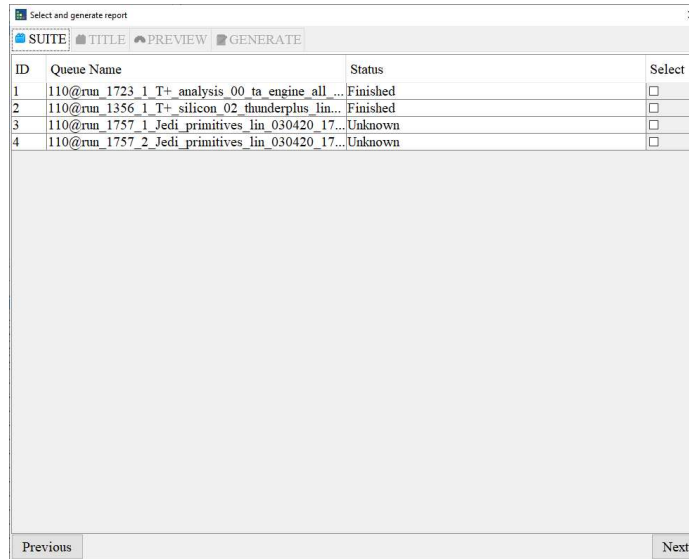 Select and generate report
SUITE TITLE PREVIEW GENERATE
ID Queue Name Status Select
1 110@run_1723_1_T+_analysis_00_ta_engine_all_... Finished
2 110@run_1356_1_T+_silicon_02_thunderplus_lin... Finished
3 110@run_1757_1_Jedi_primitives_lin_030420_17... Unknown
4 110@run_1757_2_Jedi_primitives_lin_030420_17... Unknown
Previous Next